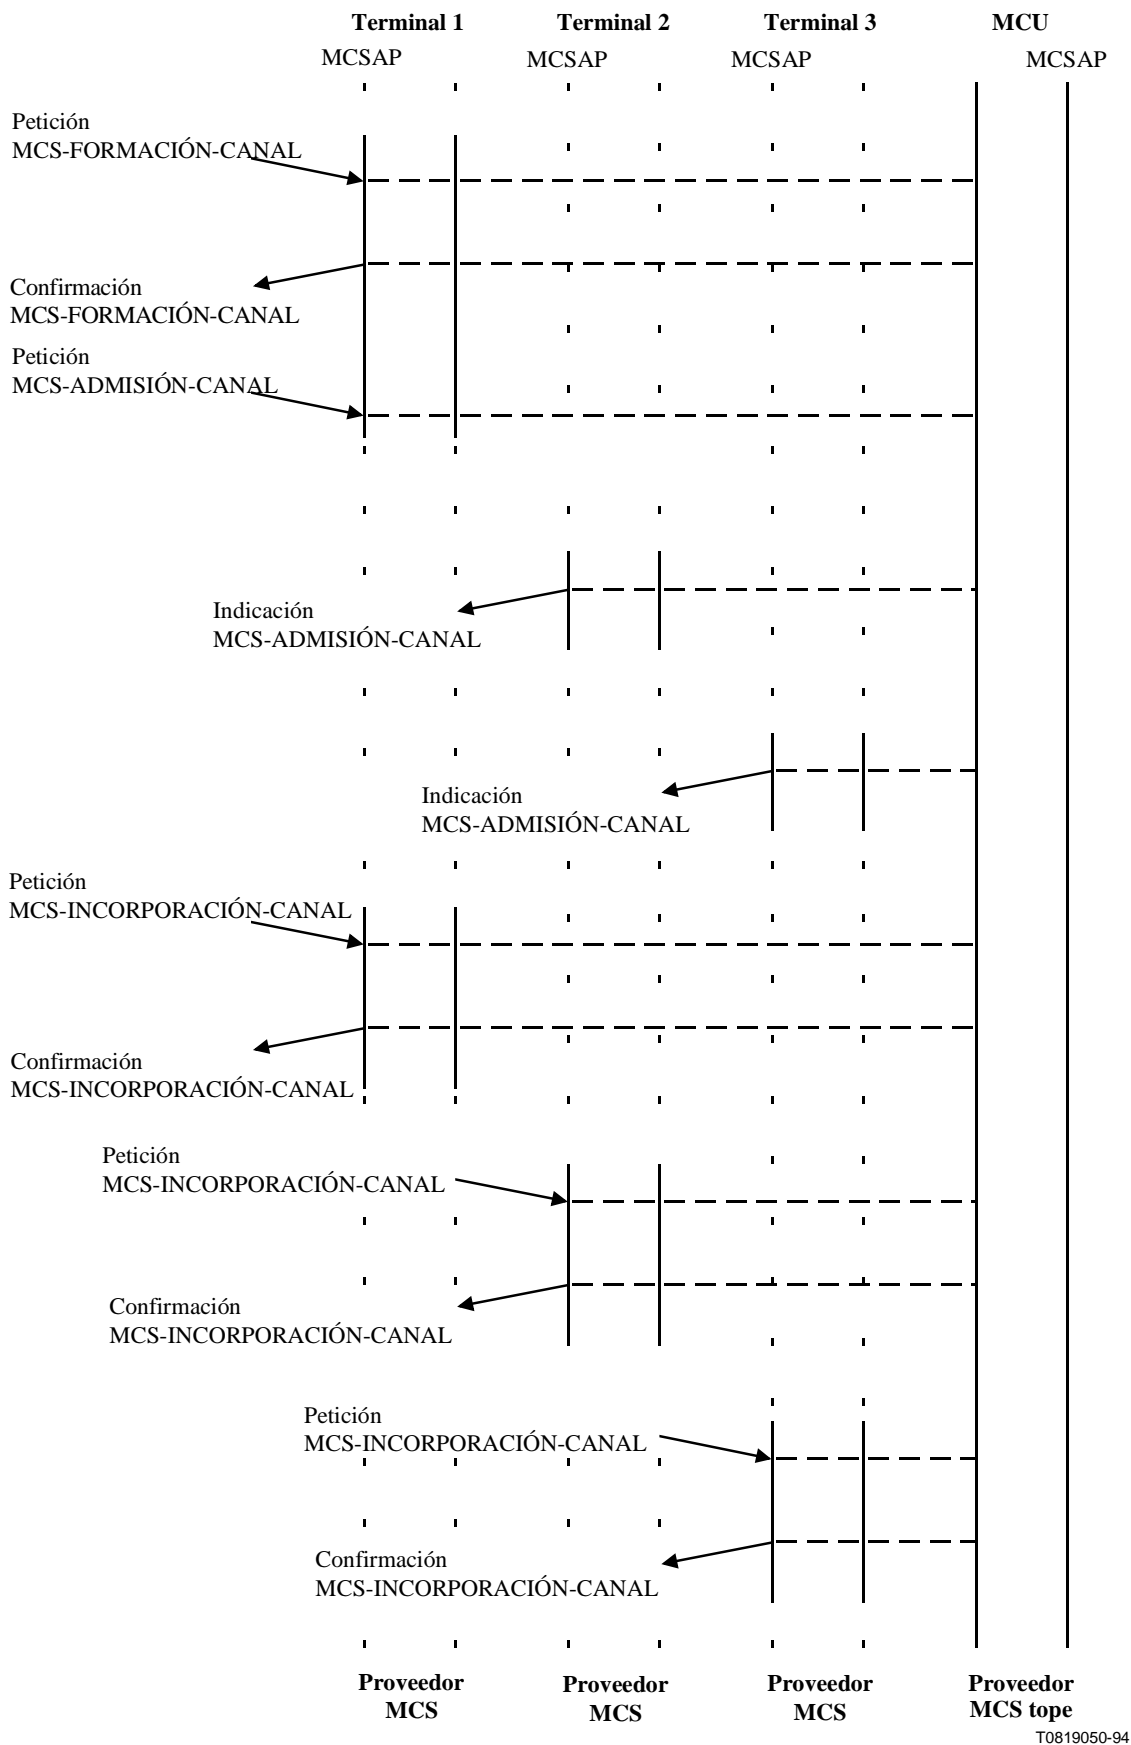 Terminal 1 Terminal 2 Terminal 3 MCU
MCSAP MCSAP MCSAP MCSAP
Petición
MCS-FORMACIÓN-CANAL
Confirmación
MCS-FORMACIÓN-CANAL
Petición
MCS-ADMISIÓN-CANAL
Indicación
MCS-ADMISIÓN-CANAL
Indicación
MCS-ADMISIÓN-CANAL
Petición
MCS-INCORPORACIÓN-CANAL
Confirmación
MCS-INCORPORACIÓN-CANAL
Petición
MCS-INCORPORACIÓN-CANAL
Confirmación
MCS-INCORPORACIÓN-CANAL
Petición
MCS-INCORPORACIÓN-CANAL
Confirmación
MCS-INCORPORACIÓN-CANAL
Proveedor Proveedor Proveedor Proveedor
MCS MCS MCS MCS tope
T0819050-94